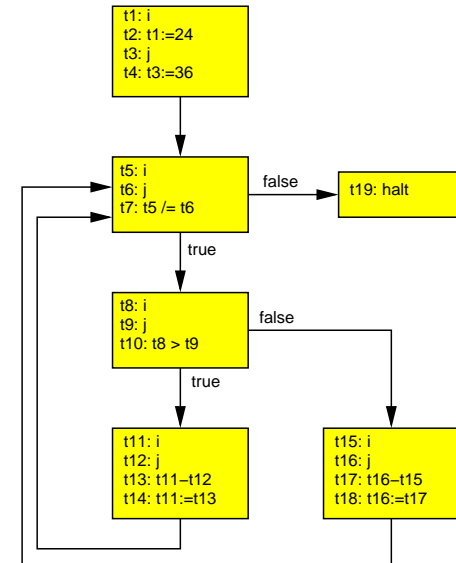 t1: i
t2: t1:=24
t3: j
t4: t3:=36
t5: i
t6: j
t7: t5 /= t6
false
t19: halt
true
t8: i
t9: j
t10: t8 > t9
false
true
t11: i
t12: j
t13: t11−t12
t14: t11:=t13
t15: i
t16: j
t17: t16−t15
t18: t16:=t17